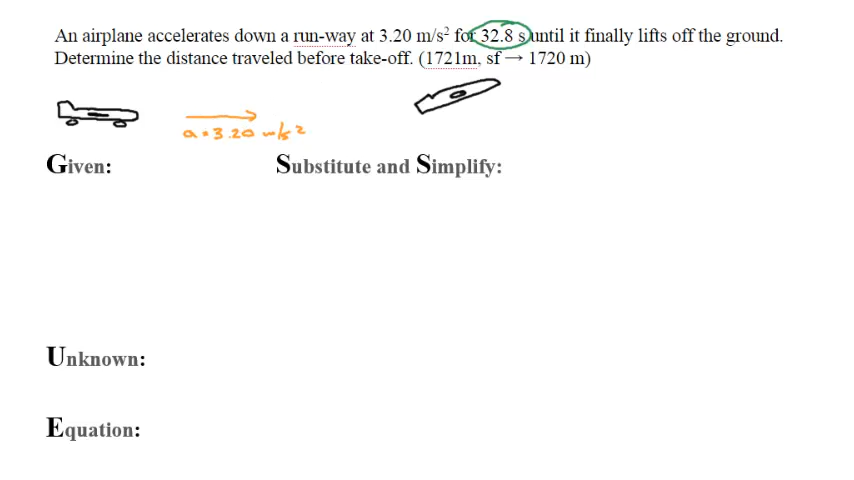 An airplane accelerates down a run-way at 3.20 m/s² for 32.8 s until it finally lifts off the ground.
Determine the distance traveled before take-off. (1721m, sf → 1720 m)
a = 3.20 m/s²
Given:
Substitute and Simplify:
Unknown:
Equation: